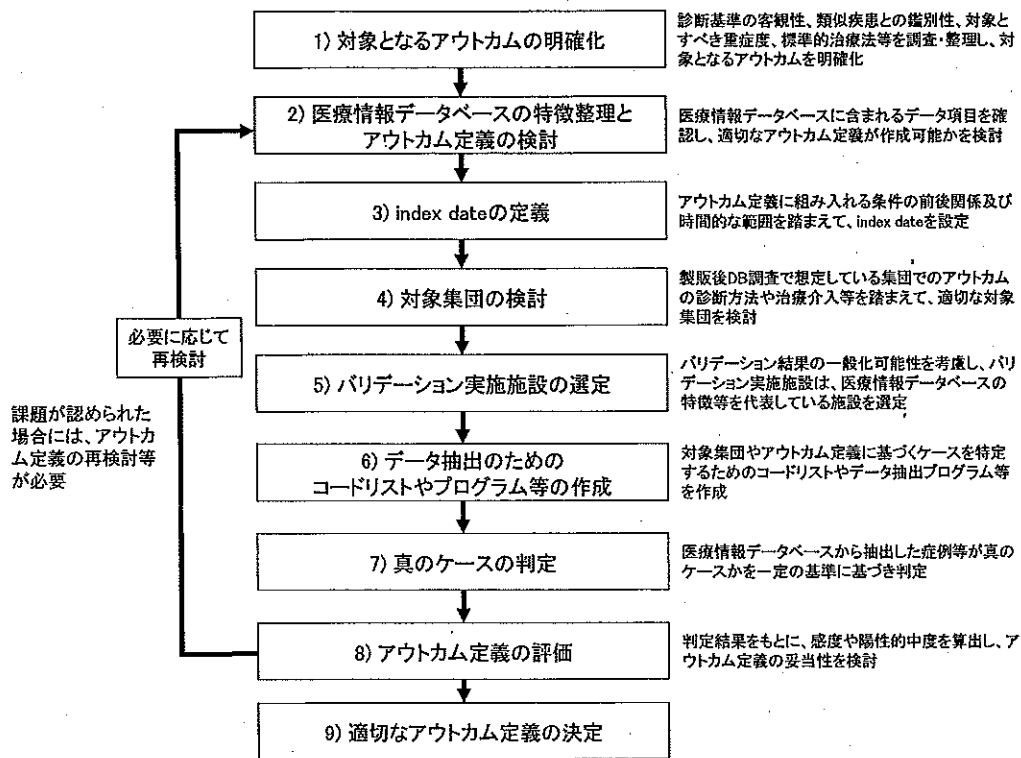 1) 対象となるアウトカムの明確化
診断基準の客観性、類似疾患との鑑別性、対象と
すべき重症度、標準的治療法等を調査・整理し、対
象となるアウトカムを明確化
2) 医療情報データベースの特徴整理と
アウトカム定義の検討
医療情報データベースに含まれるデータ項目を確
認し、適切なアウトカム定義が作成可能かを検討
3) index dateの定義
アウトカム定義に組み入れる条件の前後関係及び
時間的な範囲を踏まえて、index dateを設定
4) 対象集団の検討
製販後DB調査で想定している集団でのアウトカム
の診断方法や治療介入等を踏まえて、適切な対象
集団を検討
必要に応じて
再検討
5) バリデーション実施施設の選定
バリデーション結果の一般化可能性を考慮し、バリ
デーション実施施設は、医療情報データベースの
特徴等を代表している施設を選定
課題が認められた
場合には、アウトカ
ム定義の再検討等
が必要
6) データ抽出のための
コードリストやプログラム等の作成
対象集団やアウトカム定義に基づくケースを特定
するためのコードリストやデータ抽出プログラム等
を作成
7) 真のケースの判定
医療情報データベースから抽出した症例等が真の
ケースかを一定の基準に基づき判定
8) アウトカム定義の評価
判定結果をもとに、感度や陽性的中度を算出し、ア
ウトカム定義の妥当性を検討
9) 適切なアウトカム定義の決定